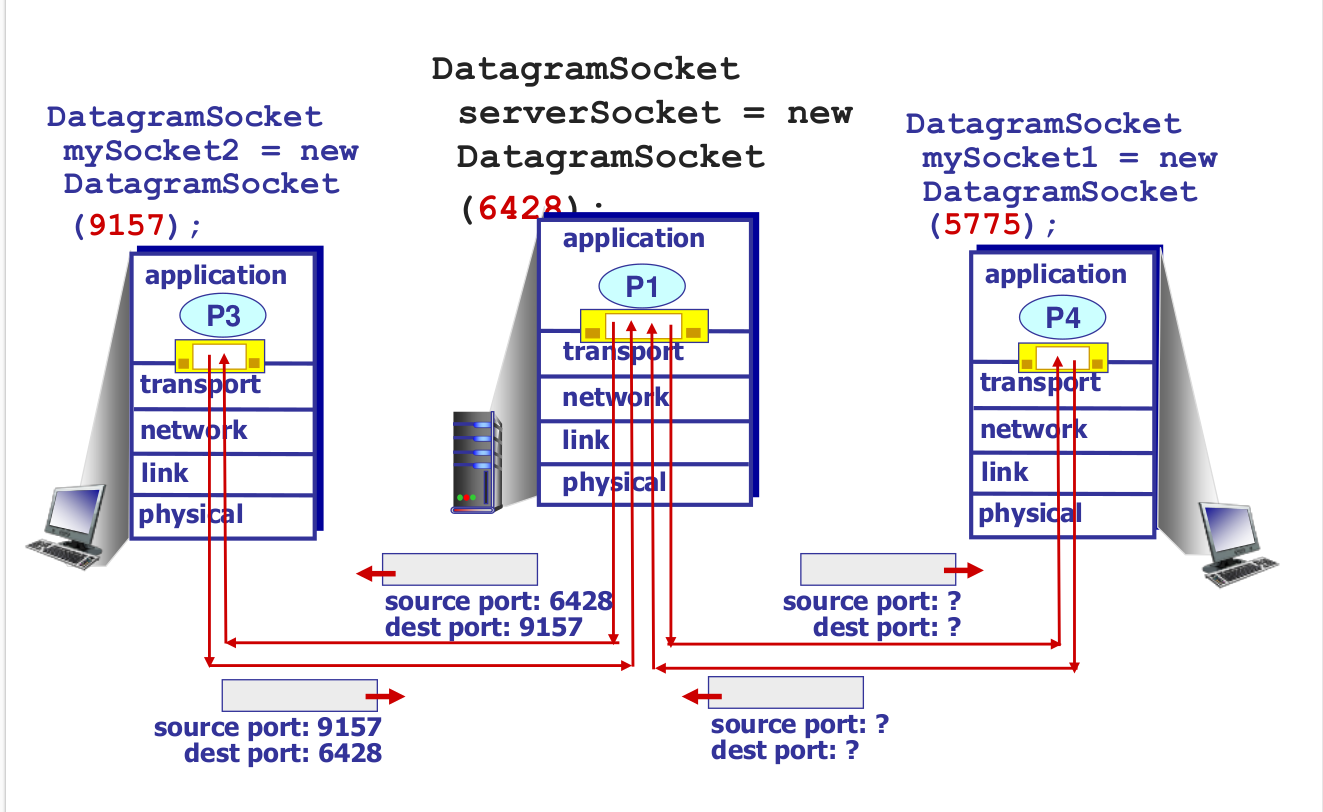 DatagramSocket
mySocket2 = new
DatagramSocket
(9157);
DatagramSocket
serverSocket = new
DatagramSocket
(6428);
DatagramSocket
mySocket1 = new
DatagramSocket
(5775);
application
P3
transport
network
link
physical
application
P1
transport
network
link
physical
application
P4
transport
network
link
physical
source port: 6428
dest port: 9157
source port: ?
dest port: ?
source port: 9157
dest port: 6428
source port: ?
dest port: ?